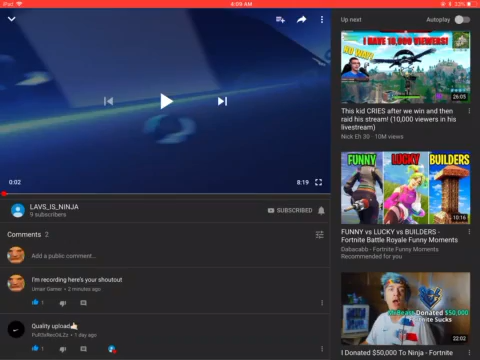 iPad
4:09 AM
33%
0:02
8:19
LAVS_IS_NINJA
9 subscribers
SUBSCRIBED
Comments 2
Add a public comment...
I'm recording here's your shoutout
2 minutes ago
1
Quality upload
1 day ago
1
Up next
Autoplay
I HAVE 10,000 VIEWERS!
NO WAY!
26:05
This kid CRIES after we win and then
raid his stream! (10,000 viewers in his
livestream)
Nick Eh 30 · 10M views
FUNNY
LUCKY
BUILDERS
10:16
FUNNY vs LUCKY vs BUILDERS -
Fortnite Battle Royale Funny Moments
Dabacabb - Fortnite Funny Moments
Recommended for you
Donated $50,000
Fortnite Sucks
22:02
I Donated $50,000 To Ninja - Fortnite